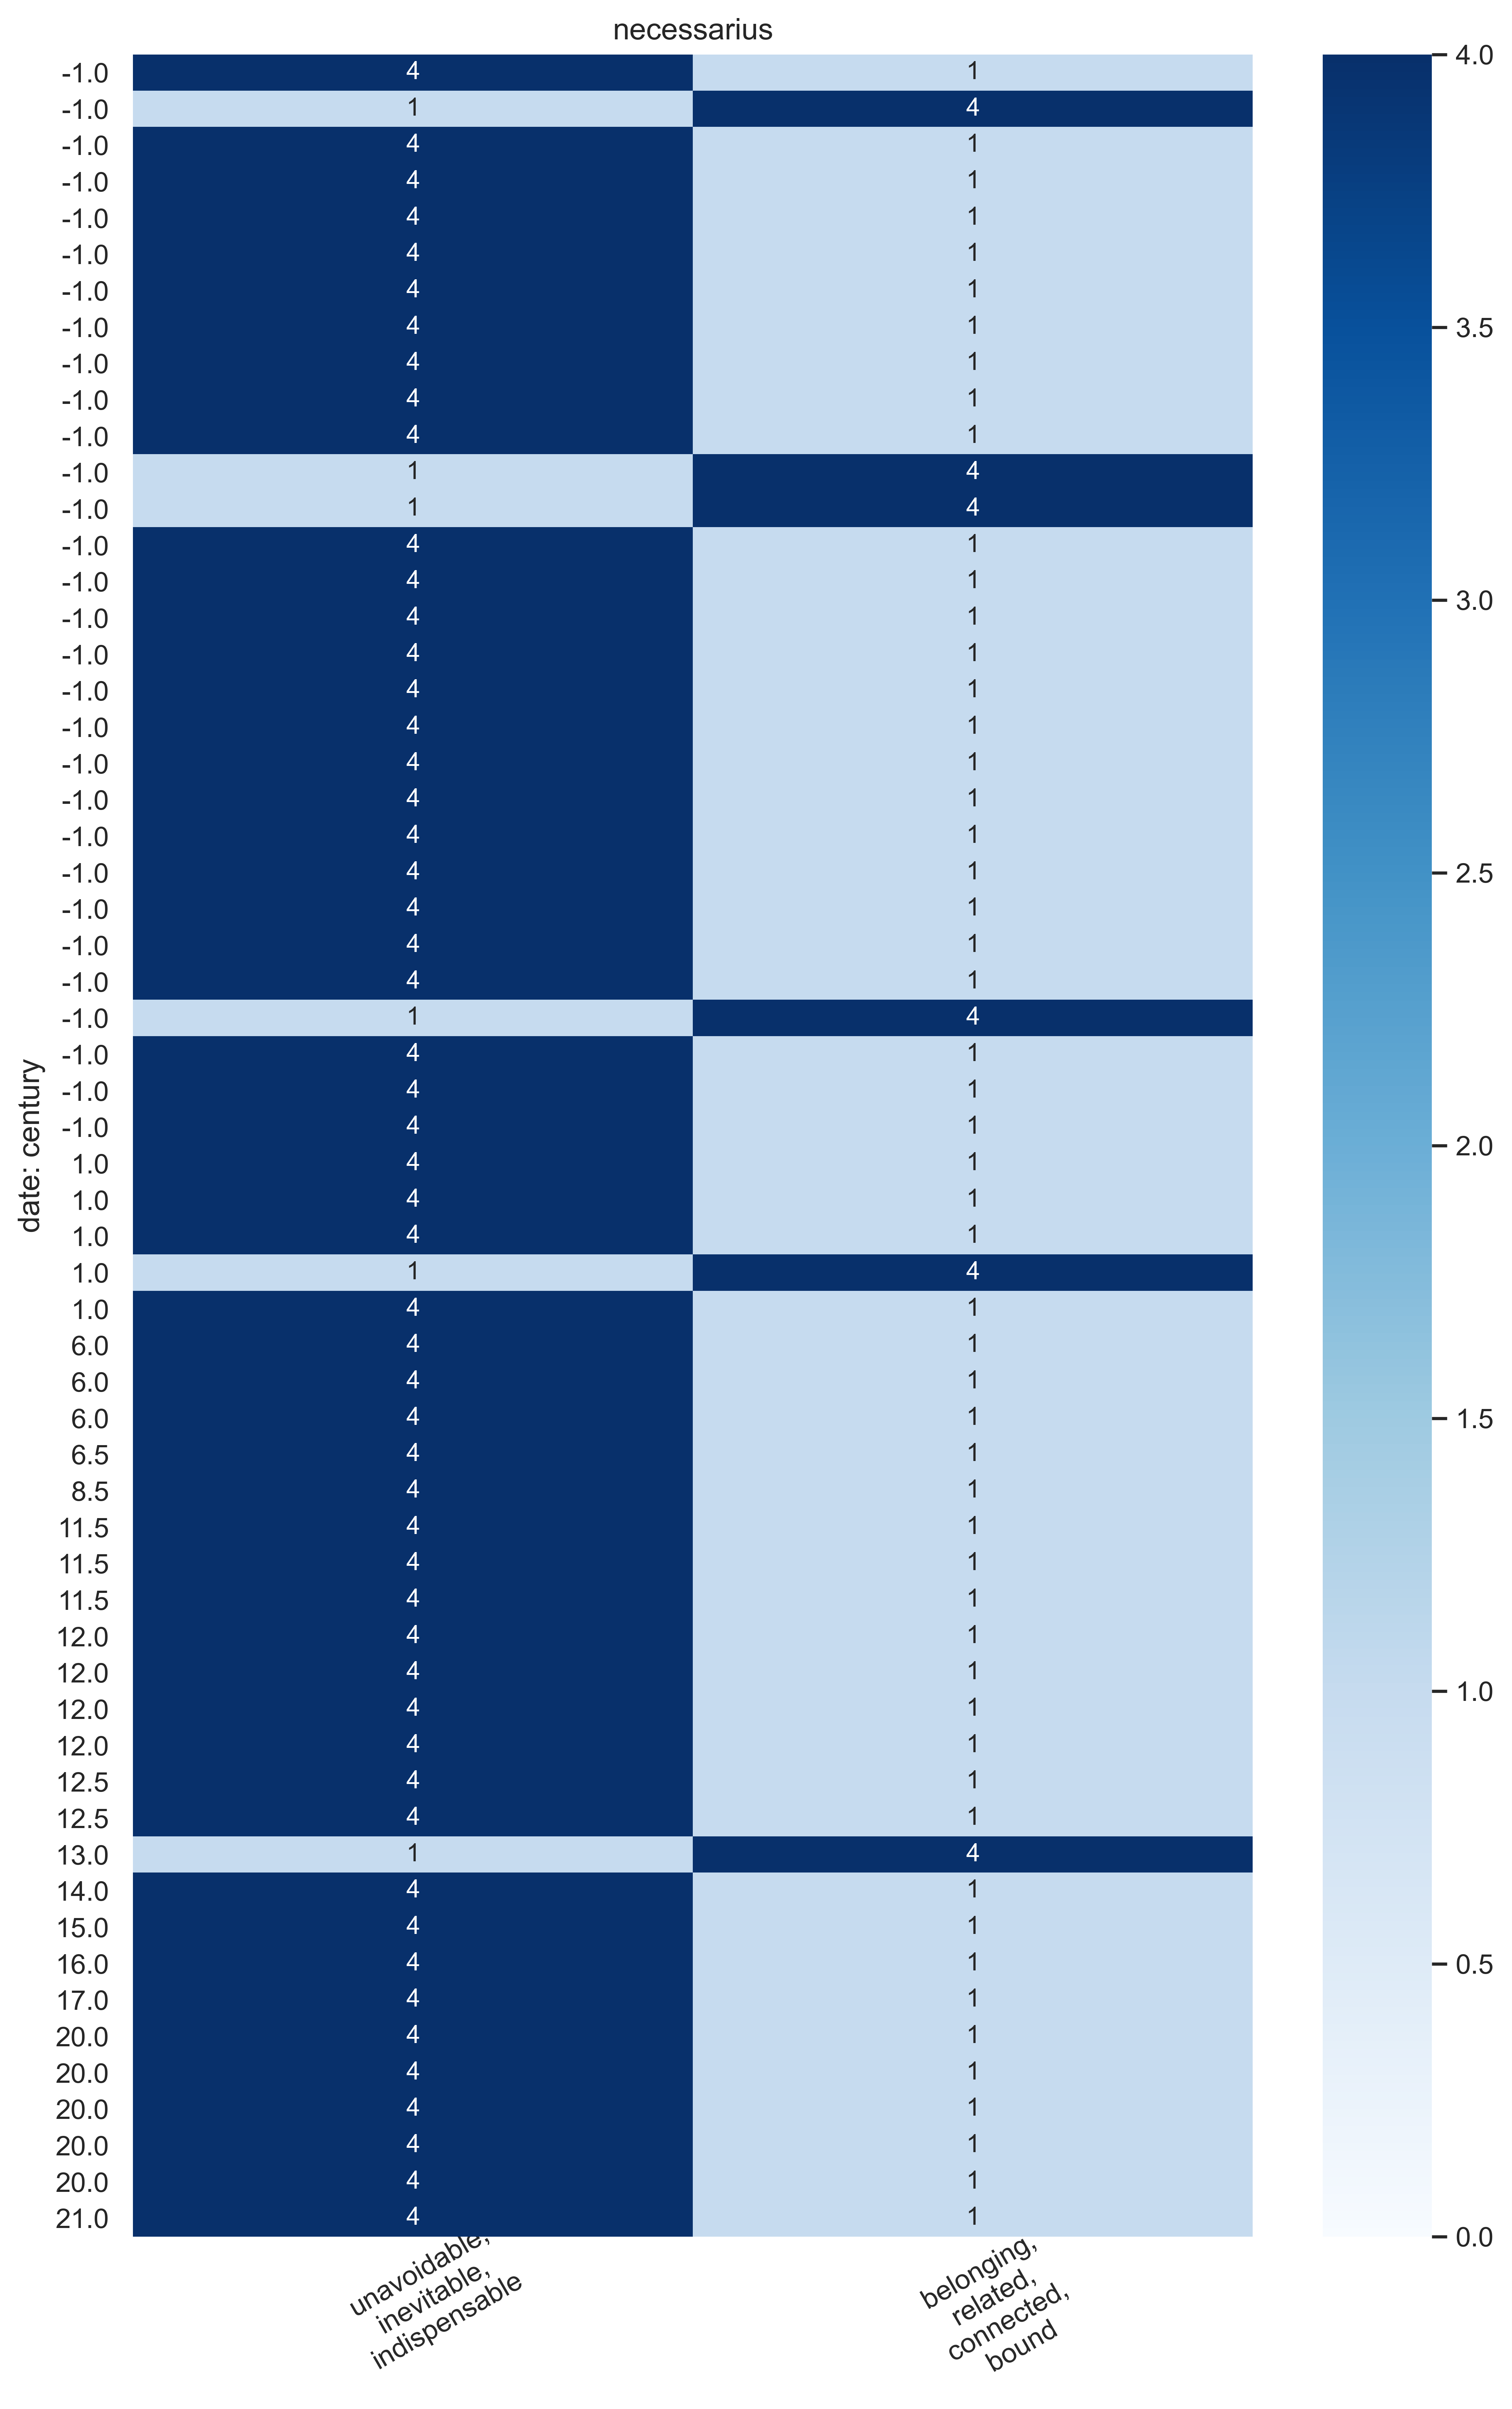 necessarius
-1.0 4 1
-1.0 1 4
-1.0 4 1
-1.0 4 1
-1.0 4 1
-1.0 4 1
-1.0 4 1
-1.0 4 1
-1.0 4 1
-1.0 4 1
-1.0 4 1
-1.0 1 4
-1.0 1 4
-1.0 4 1
-1.0 4 1
-1.0 4 1
-1.0 4 1
-1.0 4 1
-1.0 4 1
-1.0 4 1
-1.0 4 1
-1.0 4 1
-1.0 4 1
-1.0 4 1
-1.0 4 1
-1.0 4 1
-1.0 1 4
-1.0 4 1
-1.0 4 1
-1.0 4 1
1.0 4 1
1.0 4 1
1.0 4 1
1.0 1 4
1.0 4 1
6.0 4 1
6.0 4 1
6.0 4 1
6.5 4 1
8.5 4 1
11.5 4 1
11.5 4 1
11.5 4 1
12.0 4 1
12.0 4 1
12.0 4 1
12.0 4 1
12.5 4 1
12.5 4 1
13.0 1 4
14.0 4 1
15.0 4 1
16.0 4 1
17.0 4 1
20.0 4 1
20.0 4 1
20.0 4 1
20.0 4 1
20.0 4 1
21.0 4 1
date: century
unavoidable,
inevitable,
indispensable
belonging,
related,
connected,
bound
4.0
3.5
3.0
2.5
2.0
1.5
1.0
0.5
0.0